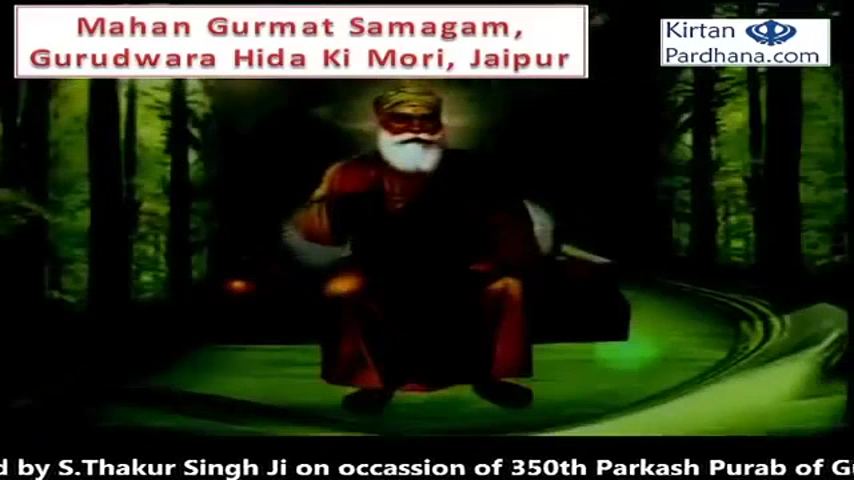 Mahan Gurmat Samagam,
Gurudwara Hida Ki Mori, Jaipur
Kirtan
Pardhana.com
d by S.Thakur Singh Ji on occassion of 350th Parkash Purab of G